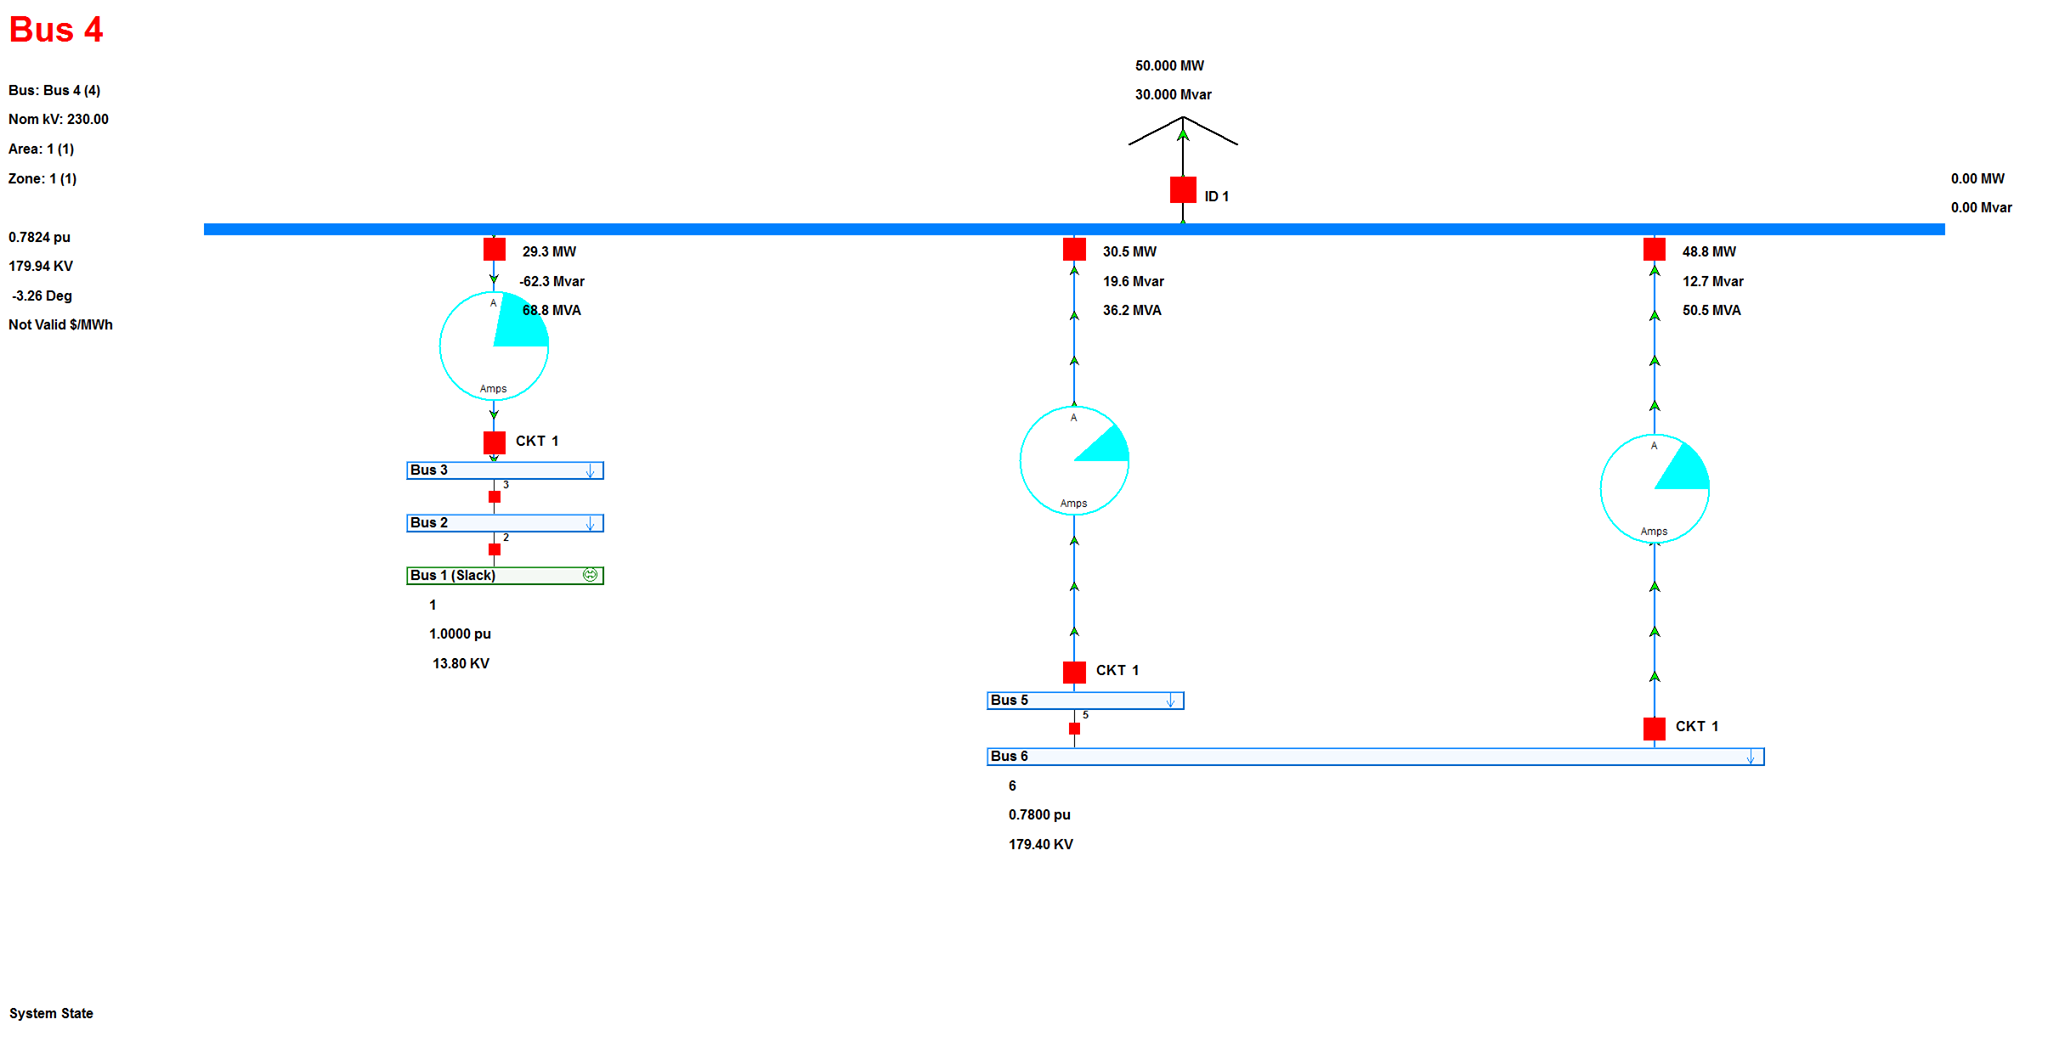 Bus 4
Bus: Bus 4 (4)
Nom kV: 230.00
Area: 1 (1)
Zone: 1 (1)
0.7824 pu
179.94 KV
-3.26 Deg
Not Valid $/MWh
50.000 MW
30.000 Mvar
ID 1
0.00 MW
0.00 Mvar
29.3 MW
-62.3 Mvar
68.8 MVA
A
Amps
CKT 1
Bus 3
3
Bus 2
2
Bus 1 (Slack)
1
1.0000 pu
13.80 KV
30.5 MW
19.6 Mvar
36.2 MVA
A
Amps
CKT 1
Bus 5
5
Bus 6
6
0.7800 pu
179.40 KV
48.8 MW
12.7 Mvar
50.5 MVA
A
Amps
CKT 1
System State